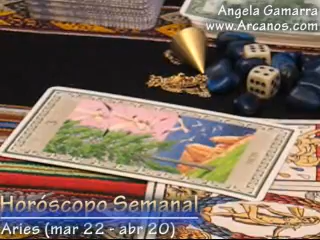 Angela Gamarra
www.Arcanos.com
Horóscopo Semanal
Aries (mar 22 - abr 20)